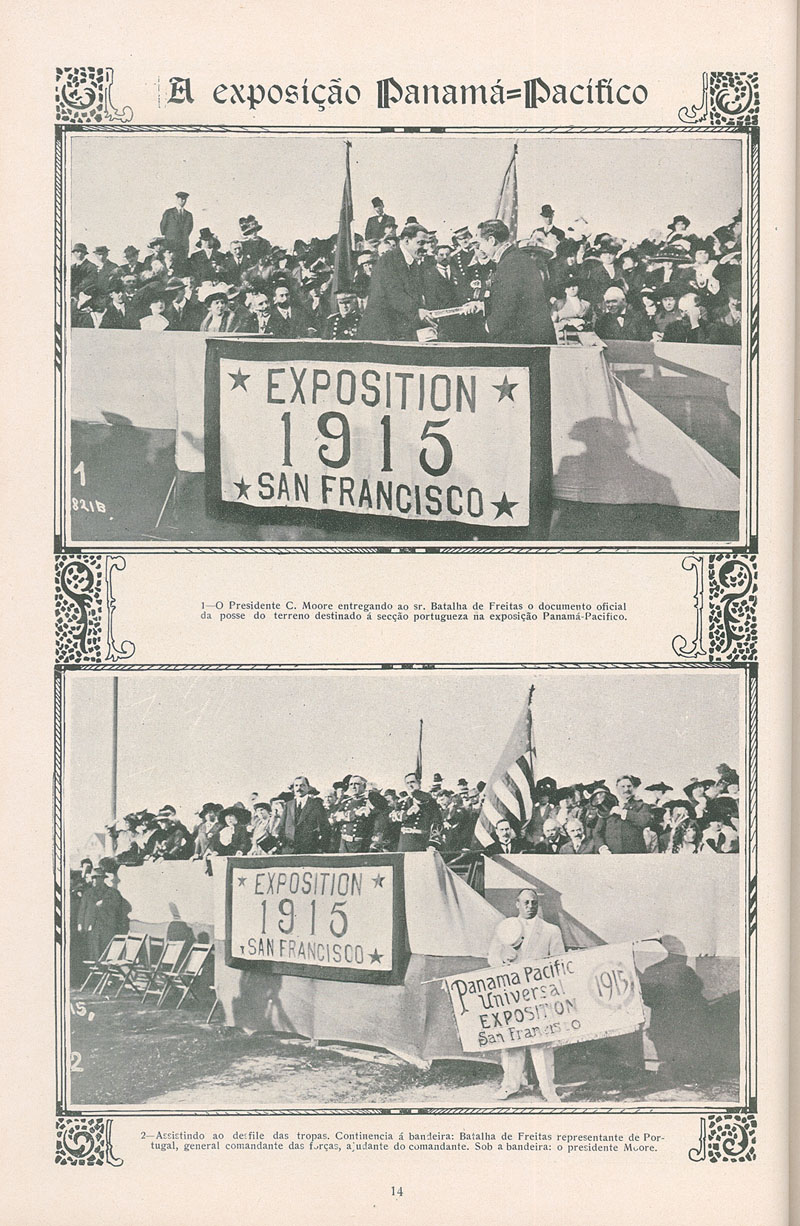 A exposição Panamá=Pacífico
★ EXPOSITION ★
1915
★ SAN FRANCISCO ★
1
821B
1—O Presidente C. Moore entregando ao sr. Batalha de Freitas o documento oficial
da posse do terreno destinado á secção portugueza na exposição Panamá-Pacifico.
★ EXPOSITION ★
1915
★ SAN FRANCISCO ★
Panama Pacific
Universal
EXPOSITION
San Francisco
1915
15,
2
2—Assistindo ao desfile das tropas. Continencia á bandeira: Batalha de Freitas representante de Por-
tugal, general comandante das forças, ajudante do comandante. Sob a bandeira: o presidente Moore.
14